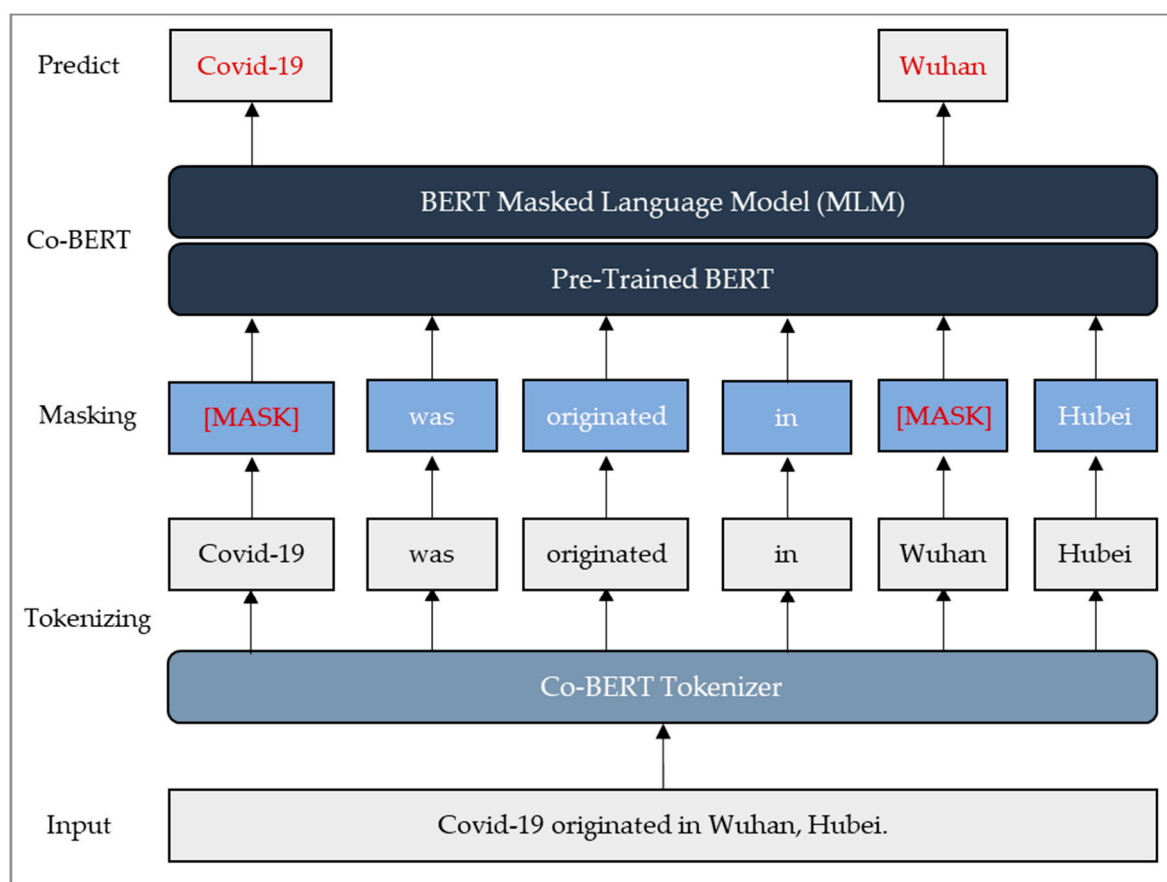 Predict
Covid-19
Wuhan
BERT Masked Language Model (MLM)
Co-BERT
Pre-Trained BERT
Masking
[MASK]
was
originated
in
[MASK]
Hubei
Covid-19
was
originated
in
Wuhan
Hubei
Tokenizing
Co-BERT Tokenizer
Input
Covid-19 originated in Wuhan, Hubei.